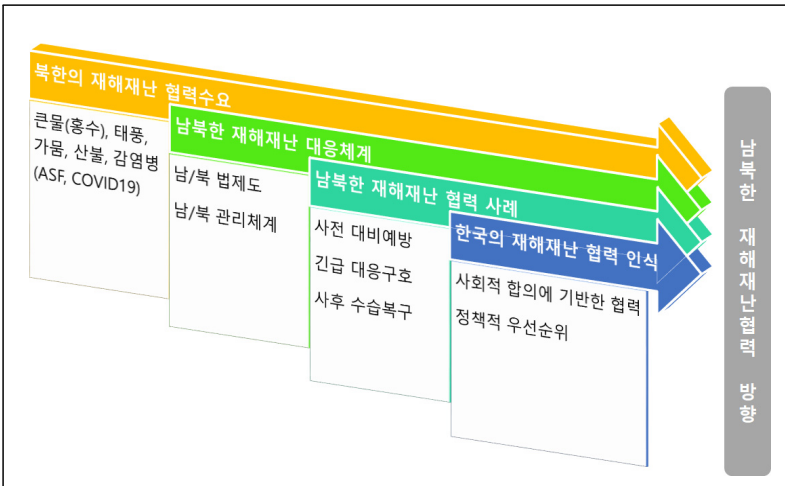 북한의 재해재난 협력수요
큰물(홍수), 태풍,
가뭄, 산불, 감염병
(ASF, COVID19)
남북한 재해재난 대응체계
남/북 법제도
남/북 관리체계
남북한 재해재난 협력 사례
사전 대비예방
긴급 대응구호
사후 수습복구
한국의 재해재난 협력 인식
사회적 합의에 기반한 협력
정책적 우선순위
남북한 재해재난협력 방향